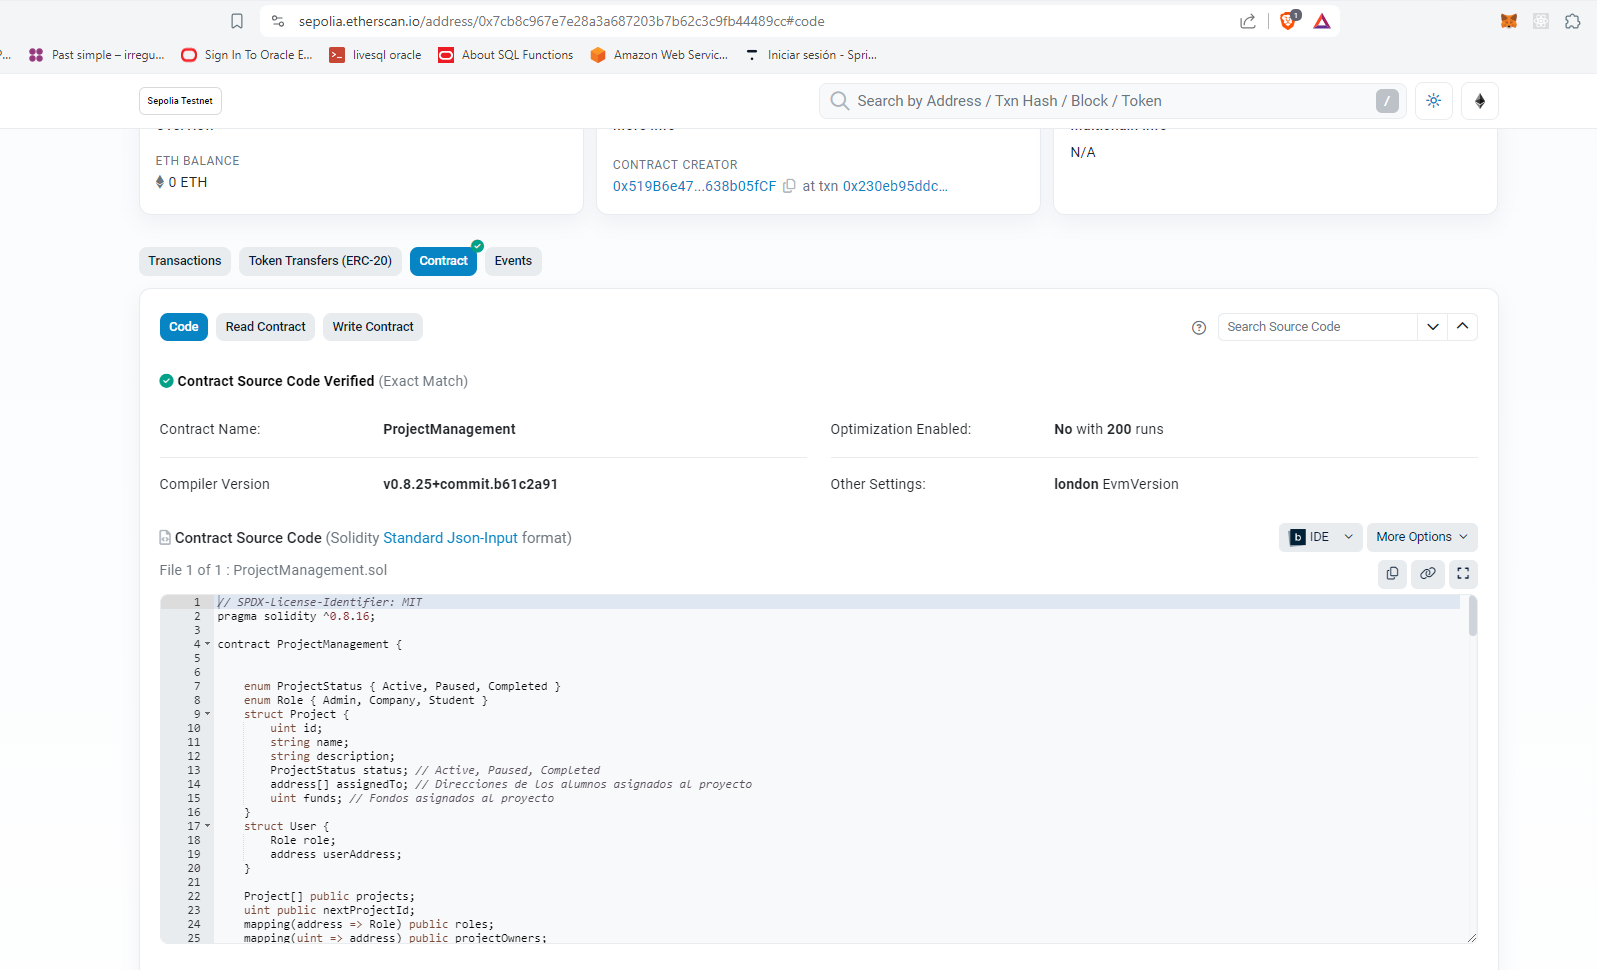 sepolia.etherscan.io/address/0x7cb8c967e7e28a3a687203b7b62c3c9fb44489cc#code
1
Past simple – irregu...
Sign In To Oracle E...
livesql oracle
About SQL Functions
Amazon Web Servic...
Iniciar sesión - Spri...
Sepolia Testnet
Search by Address / Txn Hash / Block / Token
/
Overview
More Info
Multichain Info
ETH BALANCE
0 ETH
CONTRACT CREATOR
0x519B6e47...638b05fCF at txn 0x230eb95ddc...
N/A
Transactions
Token Transfers (ERC-20)
Contract
Events
Code
Read Contract
Write Contract
Search Source Code
Contract Source Code Verified (Exact Match)
Contract Name:
ProjectManagement
Optimization Enabled:
No with 200 runs
Compiler Version
v0.8.25+commit.b61c2a91
Other Settings:
london EvmVersion
Contract Source Code (Solidity Standard Json-Input format)
b IDE
More Options
File 1 of 1 : ProjectManagement.sol
1 // SPDX-License-Identifier: MIT
2 pragma solidity ^0.8.16;
3
4 contract ProjectManagement {
5
6
7 enum ProjectStatus { Active, Paused, Completed }
8 enum Role { Admin, Company, Student }
9 struct Project {
10 uint id;
11 string name;
12 string description;
13 ProjectStatus status; // Active, Paused, Completed
14 address[] assignedTo; // Direcciones de los alumnos asignados al proyecto
15 uint funds; // Fondos asignados al proyecto
16 }
17 struct User {
18 Role role;
19 address userAddress;
20 }
21
22 Project[] public projects;
23 uint public nextProjectId;
24 mapping(address => Role) public roles;
25 mapping(uint => address) public projectOwners;